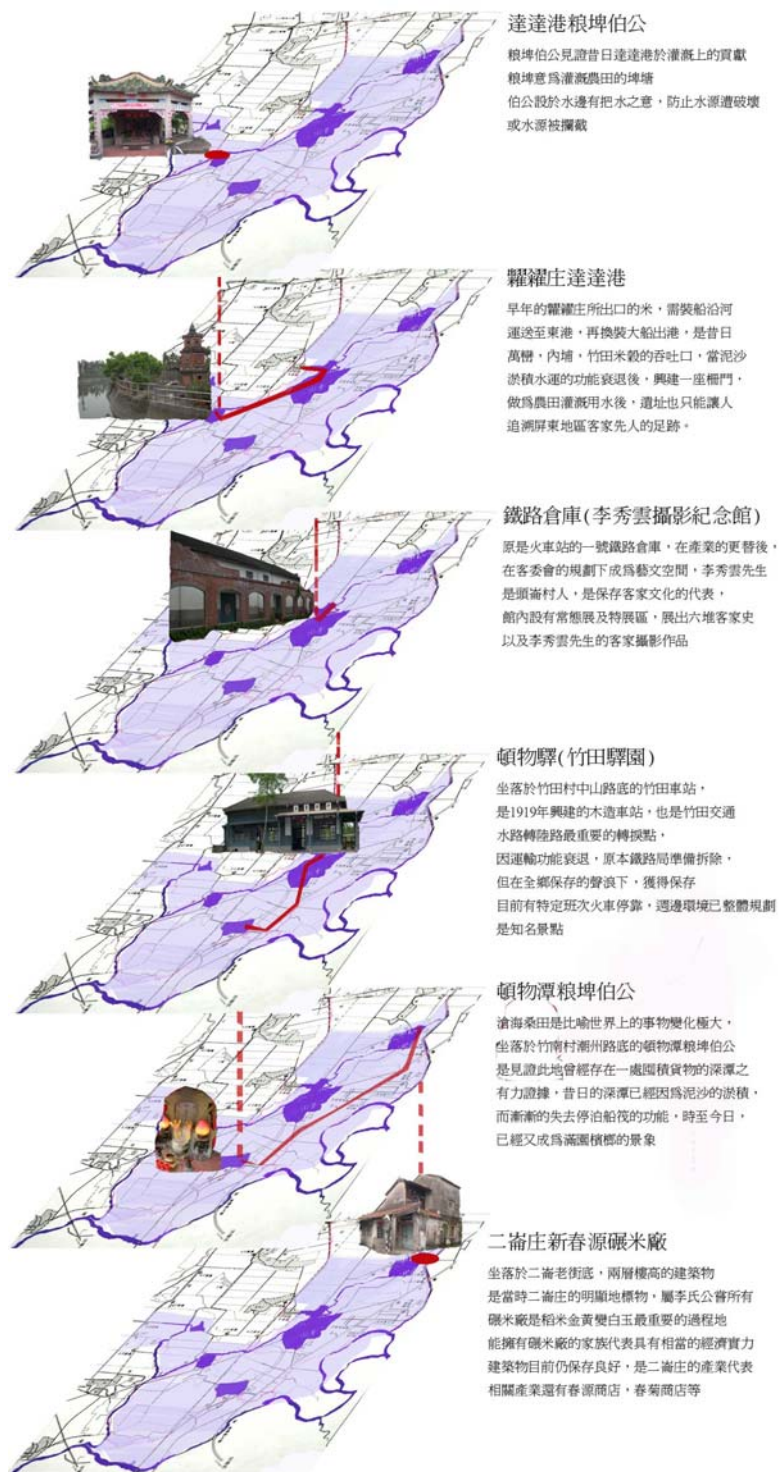 達達港粮埤伯公
粮埤伯公見證昔日達達港於灌溉上的貢獻
粮埤意為灌溉農田的埤塘
伯公設於水邊有把水之意，防止水源遭破壞
或水源被攔截
糶糴庄達達港
早年的糶糴庄所出口的米，需裝船沿河
運送至東港，再換裝大船出港，是昔日
萬巒，內埔，竹田米穀的吞吐口，當泥沙
淤積水運的功能衰退後，興建一座柵門，
做為農田灌溉用水後，遺址也只能讓人
追溯屏東地區客家先人的足跡。
鐵路倉庫(李秀雲攝影紀念館)
原是火車站的一號鐵路倉庫，在產業的更替後，
在客委會的規劃下成為藝文空間，李秀雲先生
是頭崙村人，是保存客家文化的代表，
館內設有常態展及特展區，展出六堆客家史
以及李秀雲先生的客家攝影作品
頓物驛(竹田驛園)
坐落於竹田村中山路底的竹田車站，
是1919年興建的木造車站，也是竹田交通
水路轉陸路最重要的轉捩點，
因運輸功能衰退，原本鐵路局準備拆除，
但在全鄉保存的聲浪下，獲得保存
目前有特定班次火車停靠，週邊環境已整體規劃
是知名景點
頓物潭粮埤伯公
滄海桑田是比喻世界上的事物變化極大，
坐落於竹南村潮州路底的頓物潭粮埤伯公
是見證此地曾經存在一處囤積貨物的深潭之
有力證據，昔日的深潭已經因為泥沙的淤積，
而漸漸的失去停泊船筏的功能，時至今日，
已經又成為滿園檳榔的景象
二崙庄新春源碾米廠
坐落於二崙老街底，兩層樓高的建築物
是當時二崙庄的明顯地標物，屬李氏公嘗所有
碾米廠是稻米金黃變白玉最重要的過程地
能擁有碾米廠的家族代表具有相當的經濟實力
建築物目前仍保存良好，是二崙庄的產業代表
相關產業還有春源商店，春菊商店等